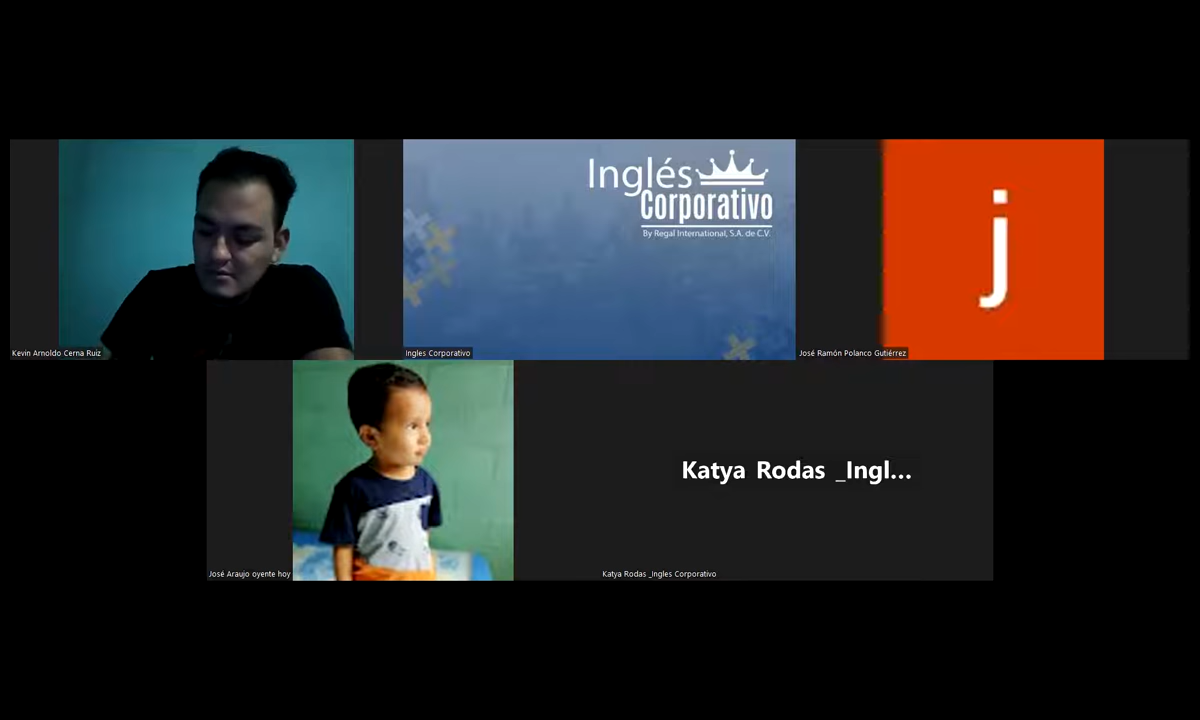 Inglés
Corporativo
By Regal International, S.A. de C.V.
j
Kevin Arnoldo Cerna Ruiz
Ingles Corporativo
José Ramón Polanco Gutiérrez
Katya Rodas _Ingl...
José Araujo oyente hoy
Katya Rodas _Ingles Corporativo